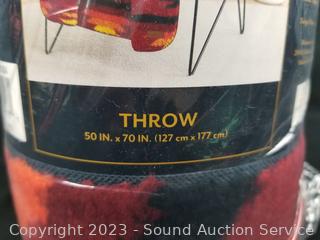 THROW
50 IN. x 70 IN. (127 cm x 177 cm)
Copyright 2023 - Sound Auction Service